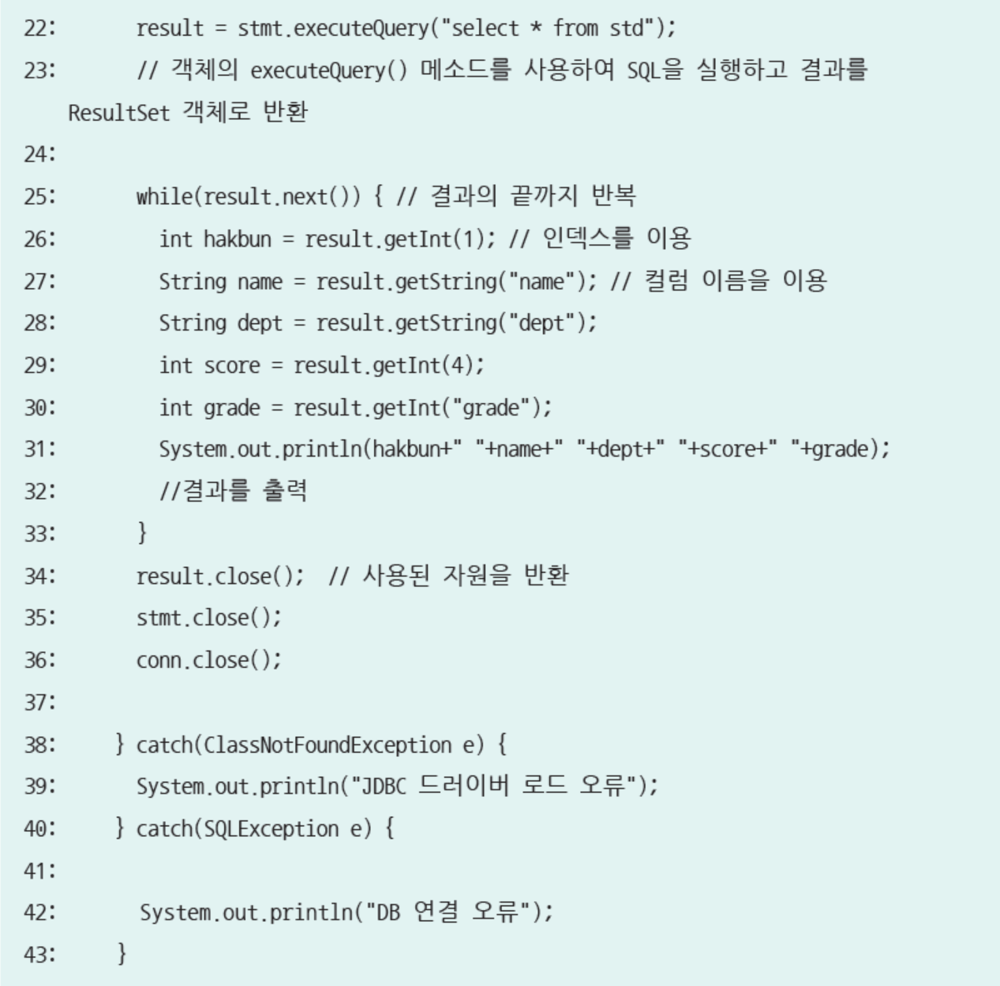 22:      result = stmt.executeQuery("select * from std");
23:      // 객체의 executeQuery() 메소드를 사용하여 SQL을 실행하고 결과를
ResultSet 객체로 반환
24:
25:      while(result.next()) { // 결과의 끝까지 반복
26:        int hakbun = result.getInt(1); // 인덱스를 이용
27:        String name = result.getString("name"); // 컬럼 이름을 이용
28:        String dept = result.getString("dept");
29:        int score = result.getInt(4);
30:        int grade = result.getInt("grade");
31:        System.out.println(hakbun+" "+name+" "+dept+" "+score+" "+grade);
32:        //결과를 출력
33:      }
34:      result.close();  // 사용된 자원을 반환
35:      stmt.close();
36:      conn.close();
37:
38:    } catch(ClassNotFoundException e) {
39:      System.out.println("JDBC 드러이버 로드 오류");
40:    } catch(SQLException e) {
41:
42:      System.out.println("DB 연결 오류");
43:    }